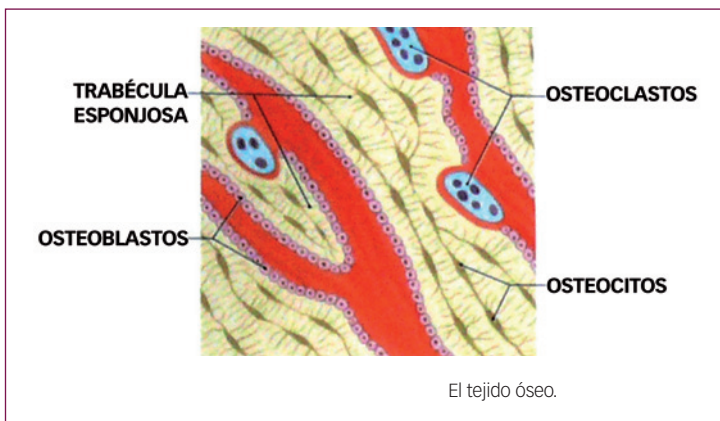 TRABÉCULA
ESPONJOSA
OSTEOCLASTOS
OSTEOBLASTOS
OSTEOCITOS
El tejido óseo.